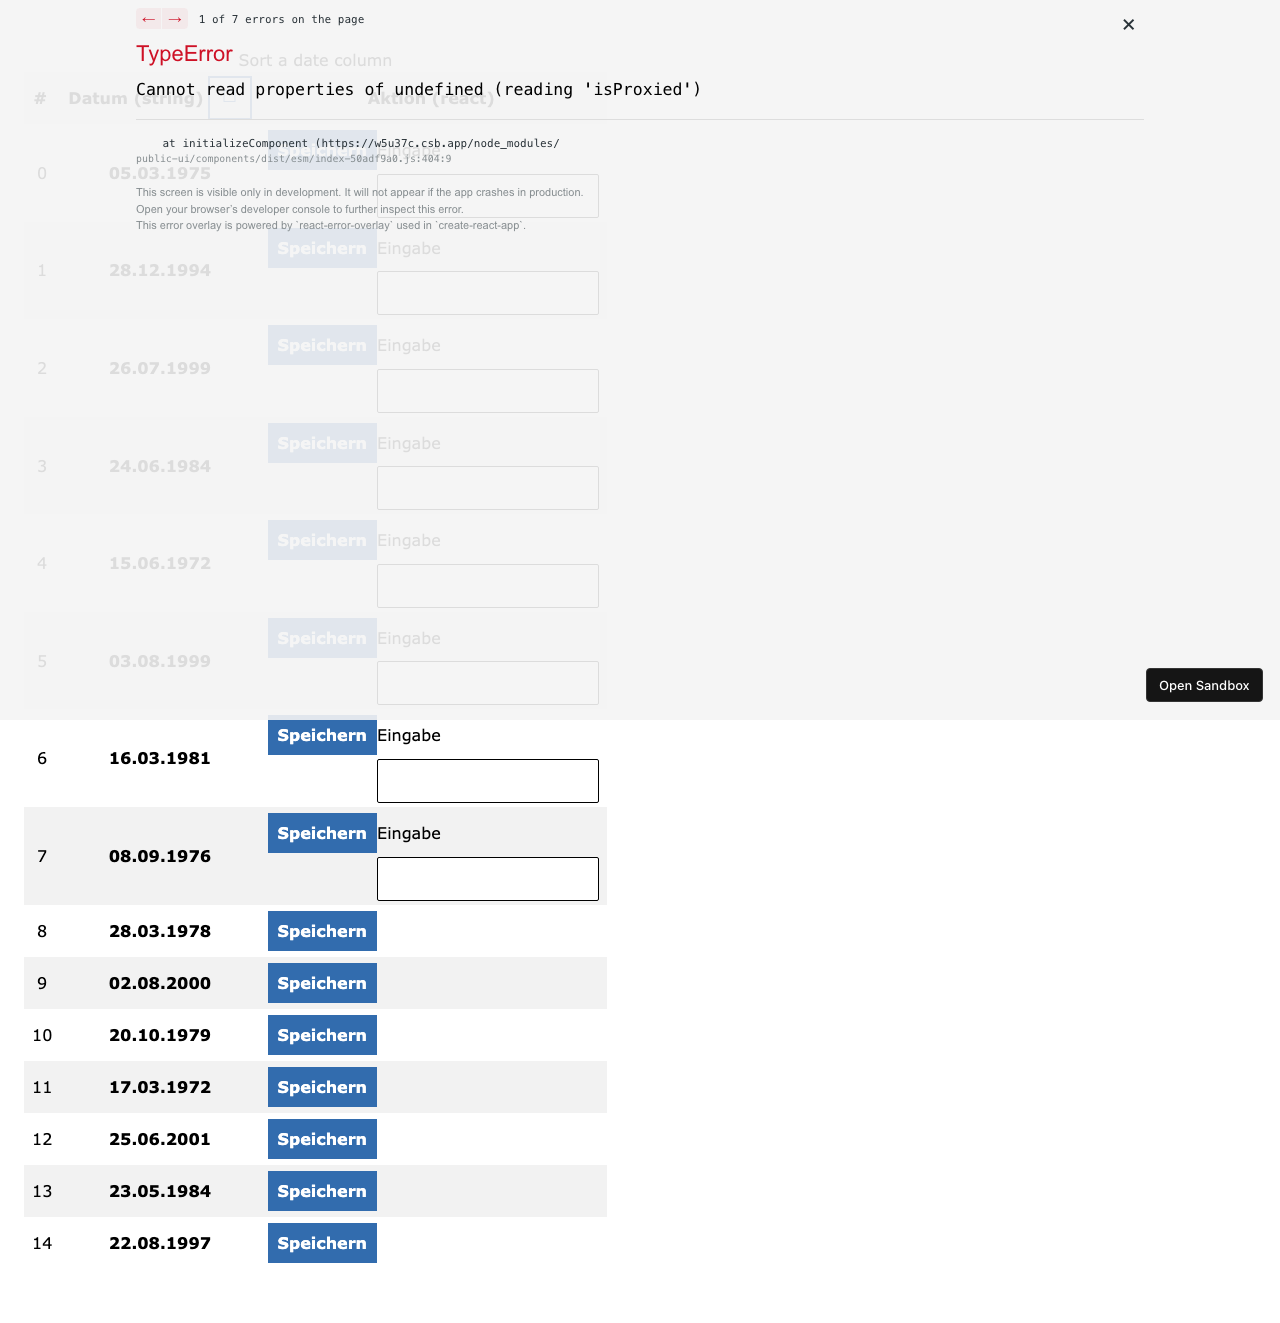 ← → 1 of 7 errors on the page ✕
TypeError
Sort a date column
Cannot read properties of undefined (reading 'isProxied')
# Datum (string) Aktion (react)
at initializeComponent (https://w5u37c.csb.app/node_modules/
public-ui/components/dist/esm/index-50adf9a0.js:404:9
0 05.03.1975 Speichern Eingabe
This screen is visible only in development. It will not appear if the app crashes in production.
Open your browser’s developer console to further inspect this error.
This error overlay is powered by `react-error-overlay` used in `create-react-app`.
1 28.12.1994 Speichern Eingabe
2 26.07.1999 Speichern Eingabe
3 24.06.1984 Speichern Eingabe
4 15.06.1972 Speichern Eingabe
5 03.08.1999 Speichern Eingabe
Open Sandbox
6 16.03.1981 Speichern Eingabe
7 08.09.1976 Speichern Eingabe
8 28.03.1978 Speichern
9 02.08.2000 Speichern
10 20.10.1979 Speichern
11 17.03.1972 Speichern
12 25.06.2001 Speichern
13 23.05.1984 Speichern
14 22.08.1997 Speichern